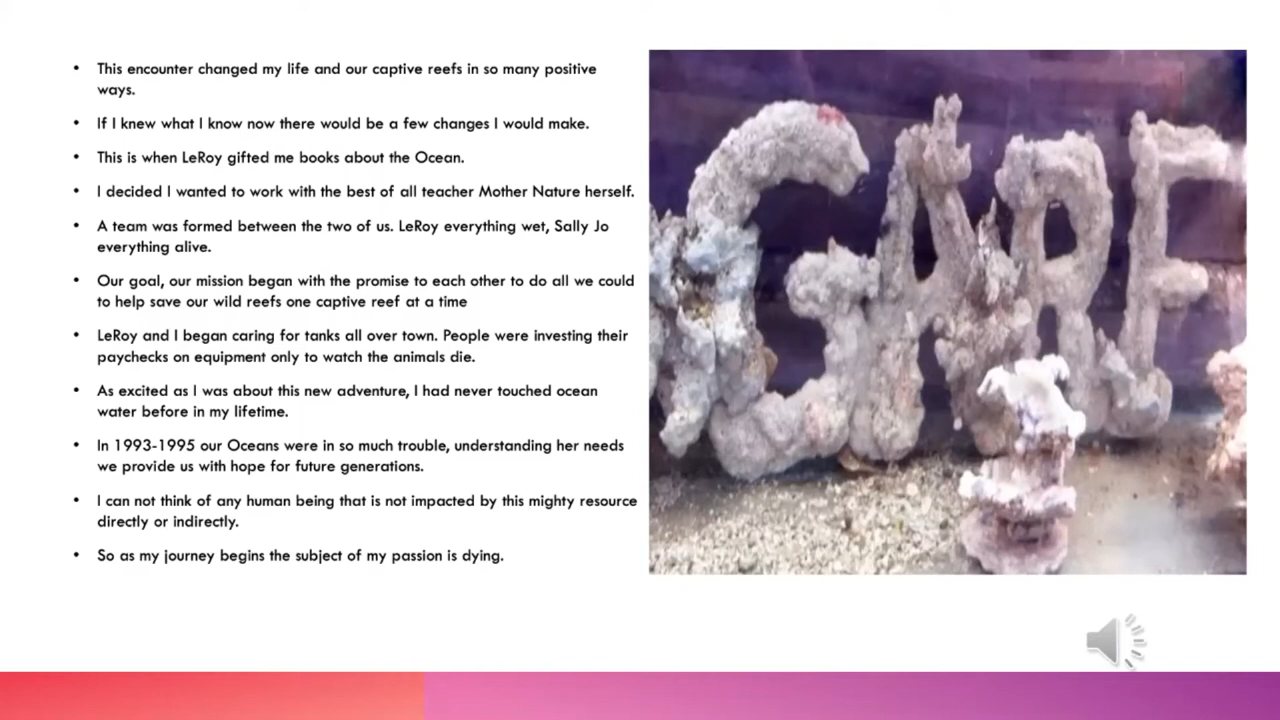 • This encounter changed my life and our captive reefs in so many positive
ways.
• If I knew what I know now there would be a few changes I would make.
• This is when LeRoy gifted me books about the Ocean.
• I decided I wanted to work with the best of all teacher Mother Nature herself.
• A team was formed between the two of us. LeRoy everything wet, Sally Jo
everything alive.
• Our goal, our mission began with the promise to each other to do all we could
to help save our wild reefs one captive reef at a time
• LeRoy and I began caring for tanks all over town. People were investing their
paychecks on equipment only to watch the animals die.
• As excited as I was about this new adventure, I had never touched ocean
water before in my lifetime.
• In 1993-1995 our Oceans were in so much trouble, understanding her needs
we provide us with hope for future generations.
• I can not think of any human being that is not impacted by this mighty resource
directly or indirectly.
• So as my journey begins the subject of my passion is dying.
GARF